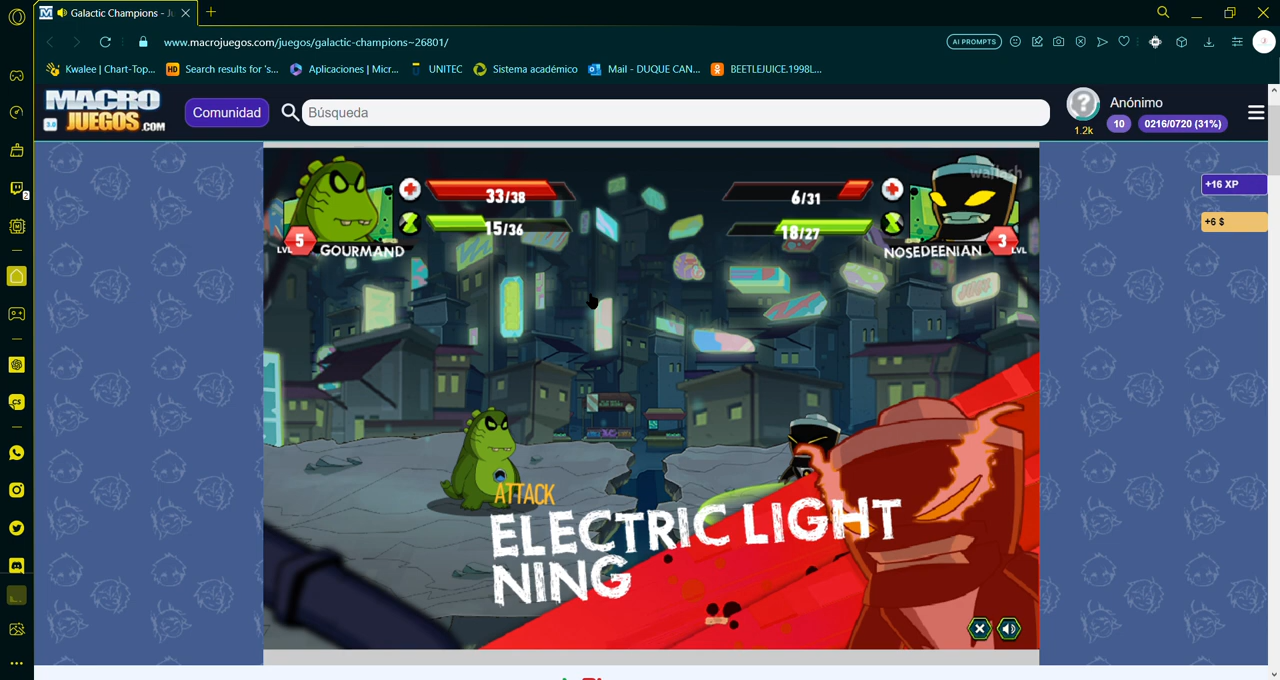 Galactic Champions - Ju
www.macrojuegos.com/juegos/galactic-champions~26801/
AI PROMPTS
Kwalee | Chart-Top...
Search results for 's...
Aplicaciones | Micr...
UNITEC
Sistema académico
Mail - DUQUE CAN...
BEETLEJUICE.1998L...
MACRO
JUEGOS.COM
3.0
Comunidad
Búsqueda
Anónimo
1.2k
10
0216/0720 (31%)
+16 XP
+6 $
33/38
15/36
LVL 5
GOURMAND
6/31
18/27
NOSEDEENIAN
3 LVL
ATTACK
ELECTRIC LIGHT
NING